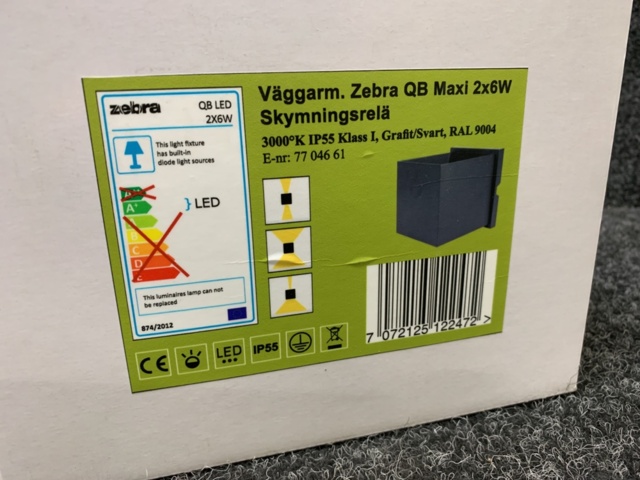 zebra
QB LED
2X6W
This light fixture
has built-in
diode light sources
A+
B
C
D
LED
This luminaires lamp can not
be replaced
874/2012
Väggarm. Zebra QB Maxi 2x6W
Skymningsrelä
3000°K IP55 Klass I, Grafit/Svart, RAL 9004
E-nr: 77 046 61
7 072125 122472 >
CE
LED
IP55